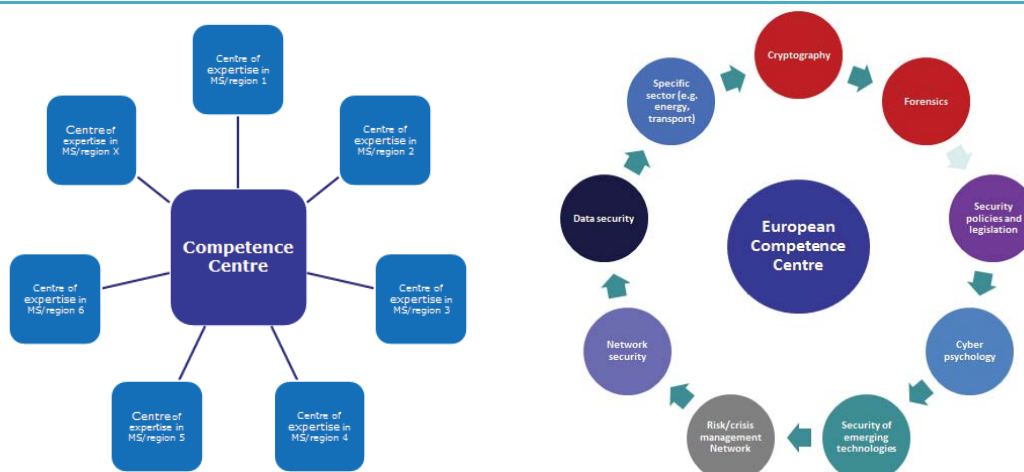 Centre of
expertise in
MS/region 1
Centre of
expertise in
MS/region X
Centre of
expertise in
MS/region 2
Competence
Centre
Centre of
expertise in
MS/region 6
Centre of
expertise in
MS/region 3
Centre of
expertise in
MS/region 5
Centre of
expertise in
MS/region 4
Cryptography
Specific
sector (e.g.
energy,
transport)
Forensics
Data security
European
Competence
Centre
Security
policies and
legislation
Network
security
Cyber
psychology
Risk/crisis
management
Network
Security of
emerging
technologies